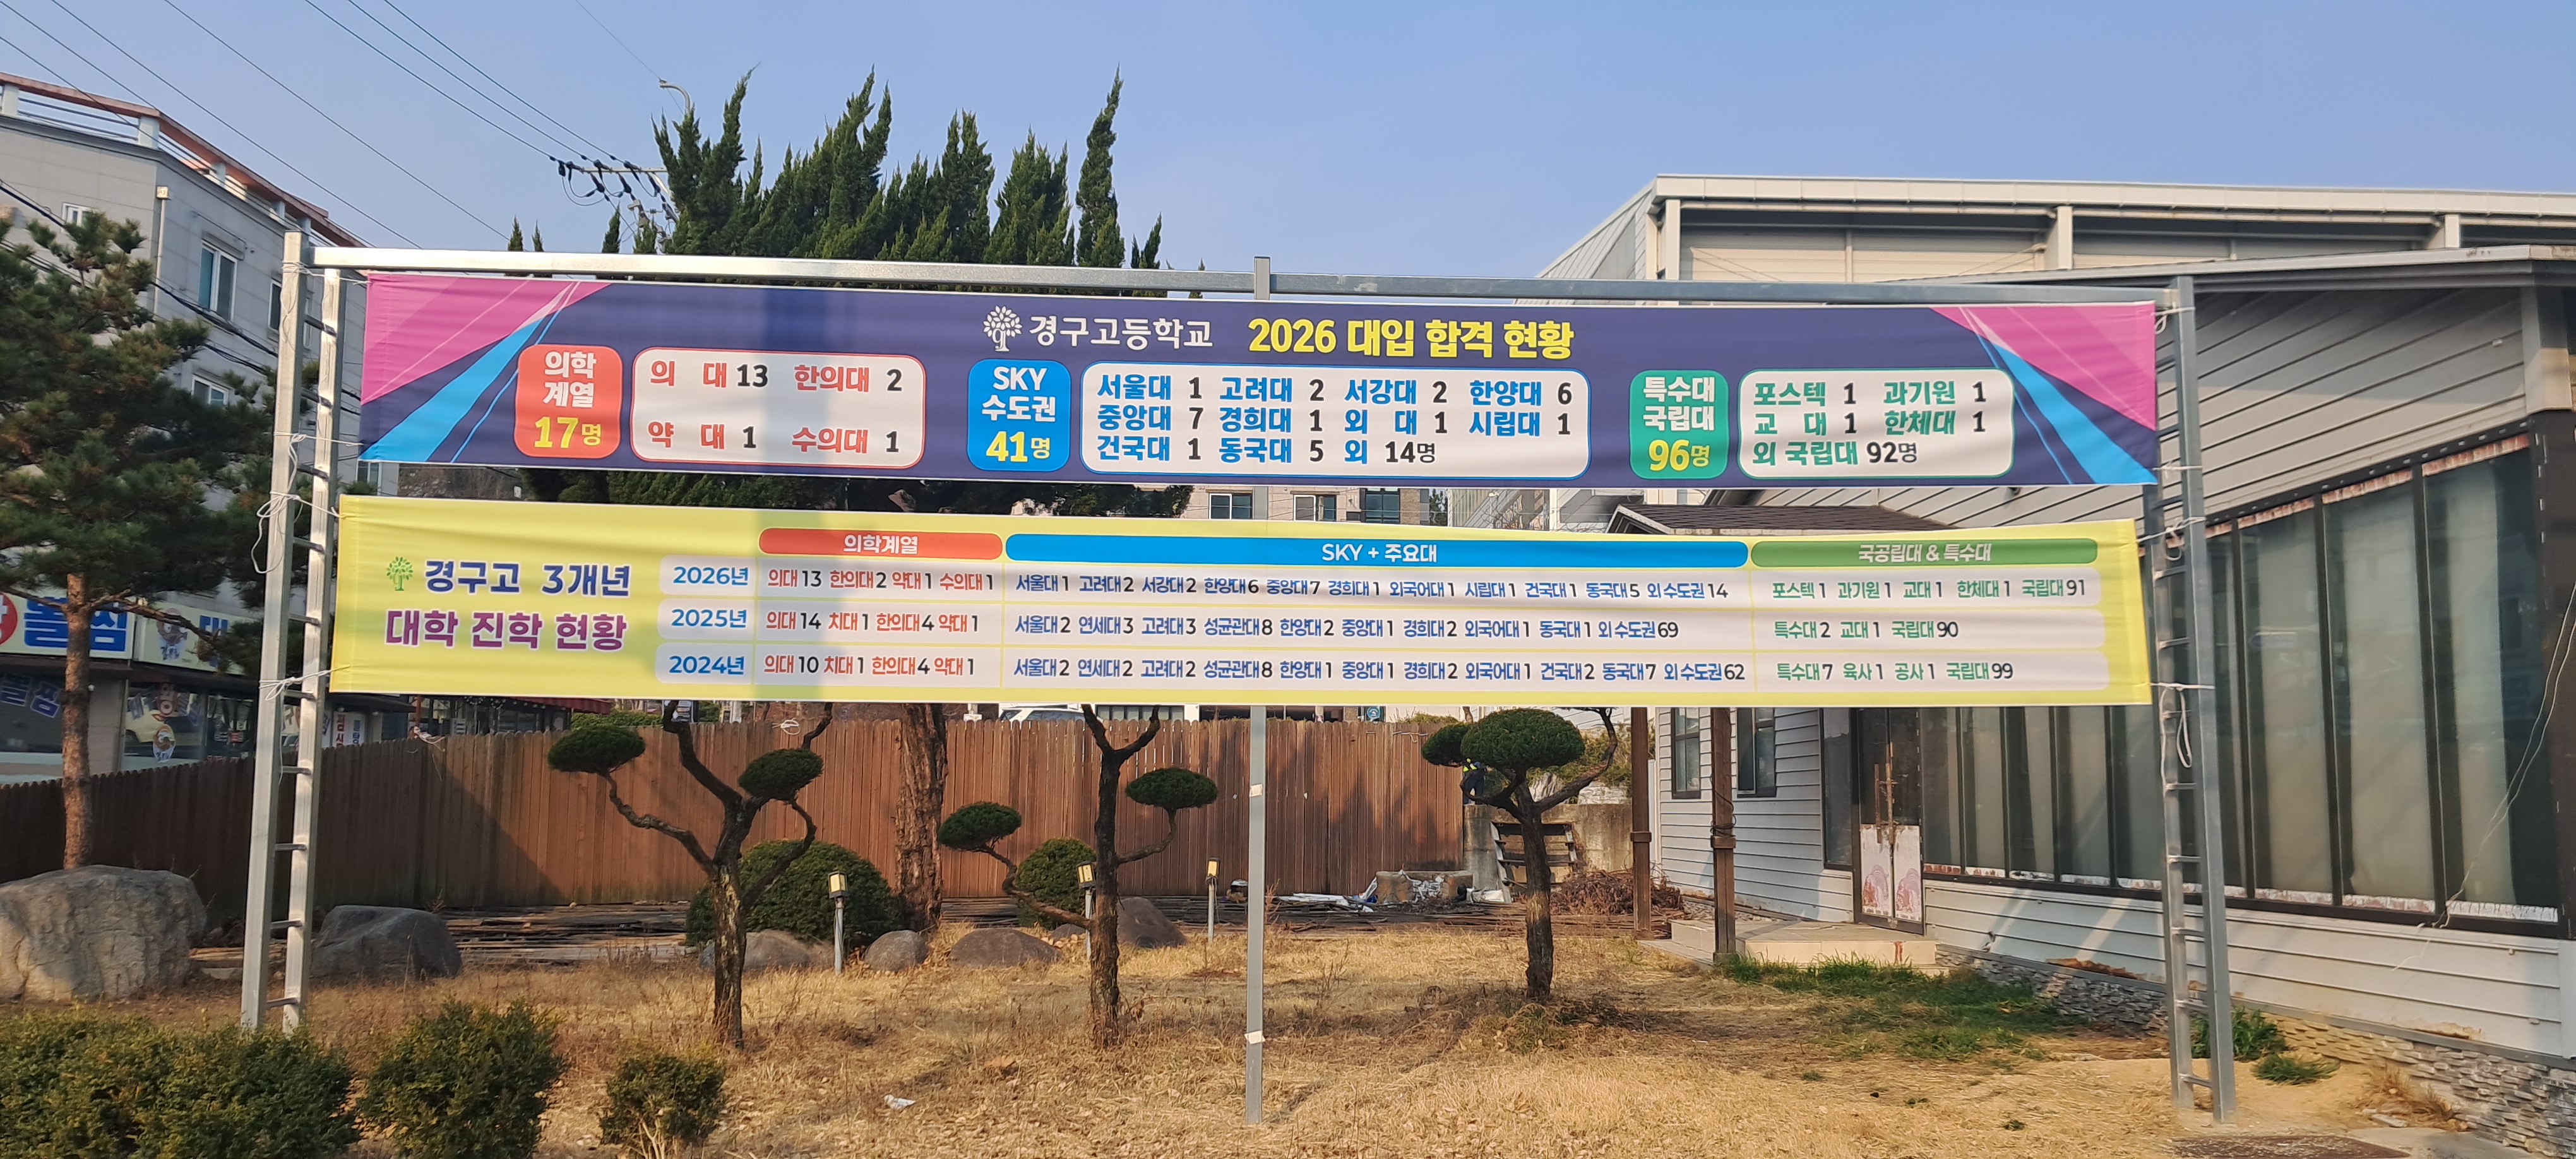 경구고등학교 2026 대입 합격 현황
의학
계열
17명
의 대 13 한의대 2
약 대 1 수의대 1
SKY
수도권
41명
서울대 1 고려대 2 서강대 2 한양대 6
중앙대 7 경희대 1 외 대 1 시립대 1
건국대 1 동국대 5 외 14명
특수대
국립대
96명
포스텍 1 과기원 1
교 대 1 한체대 1
외 국립대 92명
경구고 3개년
대학 진학 현황
의학계열 SKY + 주요대 국공립대 & 특수대
2026년 의대 13 한의대 2 약대 1 수의대 1 서울대 1 고려대 2 서강대 2 한양대 6 중앙대 7 경희대 1 외국어대 1 시립대 1 건국대 1 동국대 5 외 수도권 14 포스텍 1 과기원 1 교대 1 한체대 1 국립대 91
2025년 의대 14 치대 1 한의대 4 약대 1 서울대 2 연세대 3 고려대 3 성균관대 8 한양대 2 중앙대 1 경희대 2 외국어대 1 동국대 1 외 수도권 69 특수대 2 교대 1 국립대 90
2024년 의대 10 치대 1 한의대 4 약대 1 서울대 2 연세대 2 고려대 2 성균관대 8 한양대 1 중앙대 1 경희대 2 외국어대 1 건국대 2 동국대 7 외 수도권 62 특수대 7 육사 1 공사 1 국립대 99